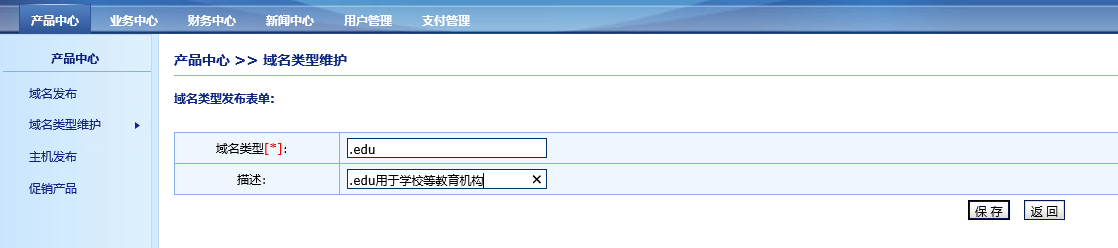 产品中心 业务中心 财务中心 新闻中心 用户管理 支付管理
产品中心
域名发布
域名类型维护
主机发布
促销产品
产品中心 >> 域名类型维护
域名类型发布表单:
域名类型[*]: .edu
描述: .edu用于学校等教育机构
保 存 返 回